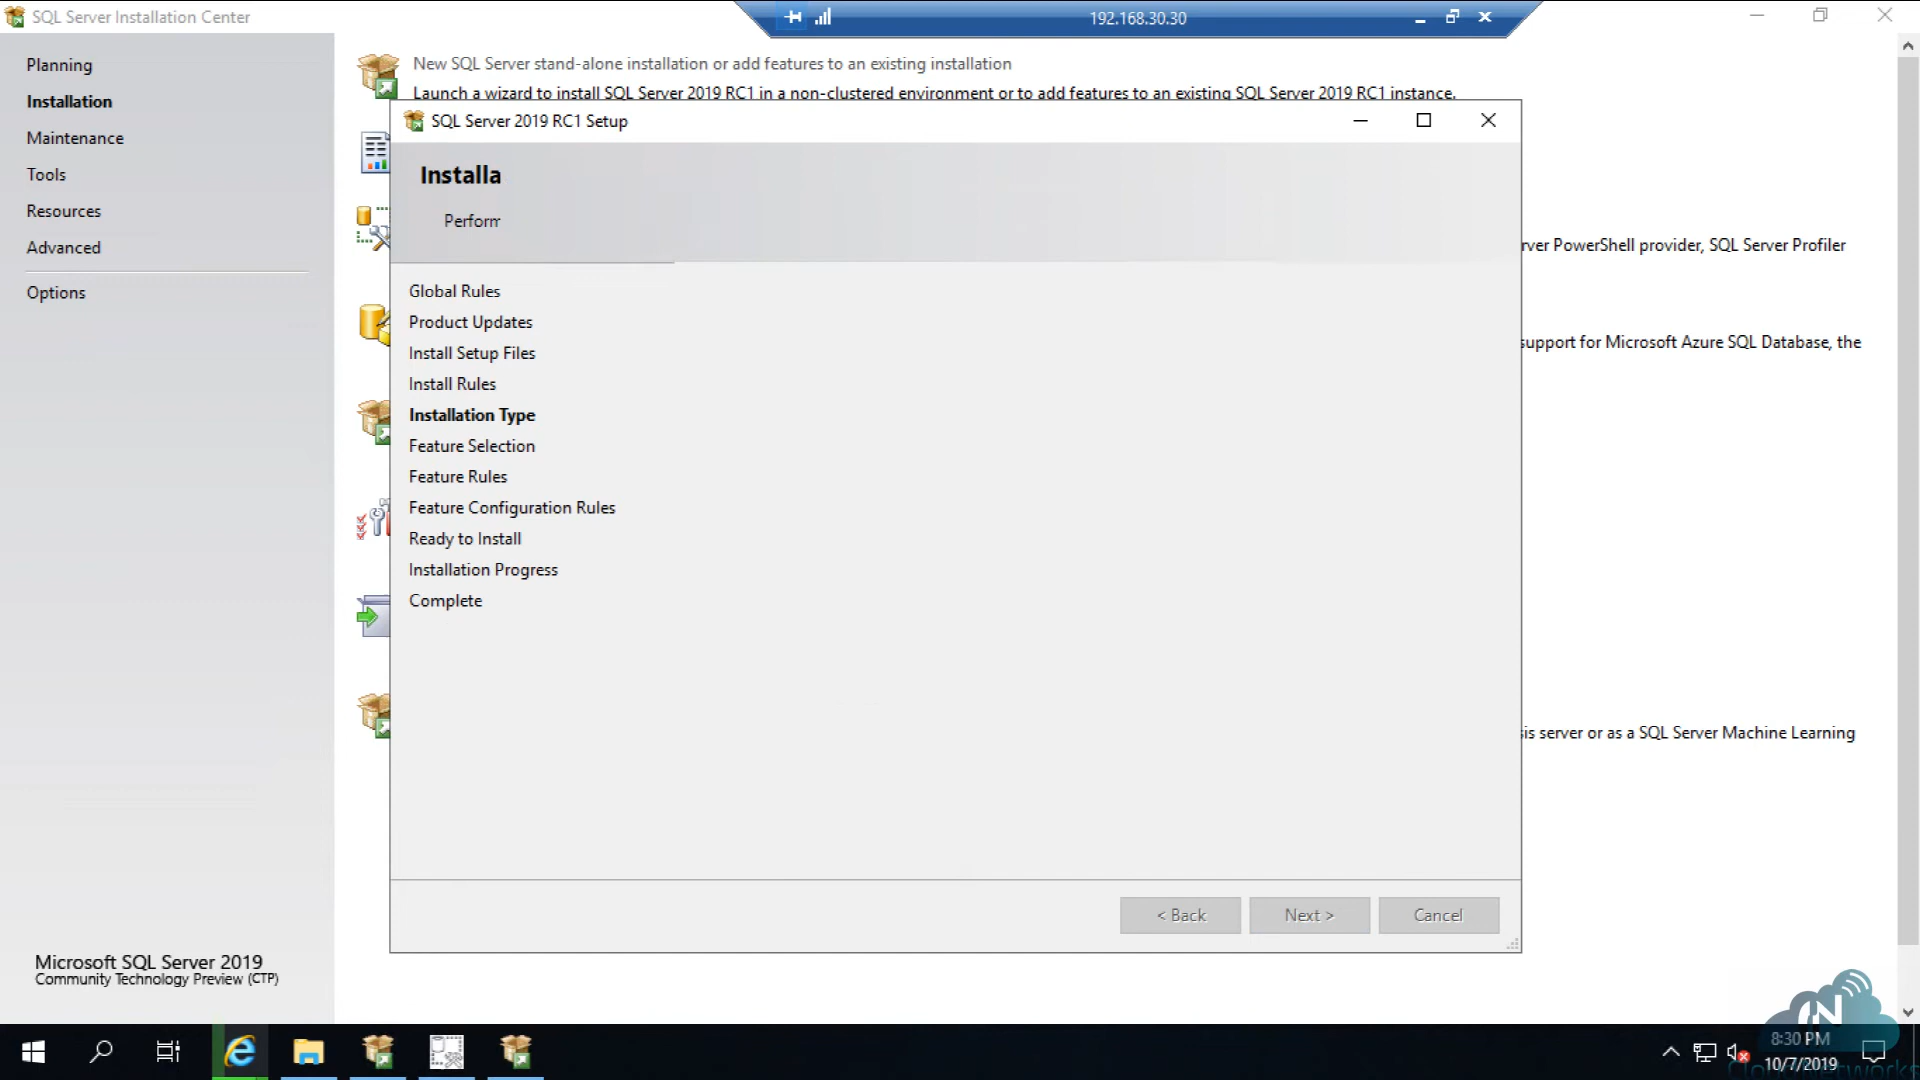 SQL Server Installation Center
192.168.30.30
Planning
Installation
Maintenance
Tools
Resources
Advanced
Options
New SQL Server stand-alone installation or add features to an existing installation
Launch a wizard to install SQL Server 2019 RC1 in a non-clustered environment or to add features to an existing SQL Server 2019 RC1 instance.
SQL Server 2019 RC1 Setup
Installa
Perform
Global Rules
Product Updates
Install Setup Files
Install Rules
Installation Type
Feature Selection
Feature Rules
Feature Configuration Rules
Ready to Install
Installation Progress
Complete
rver PowerShell provider, SQL Server Profiler
support for Microsoft Azure SQL Database, the
is server or as a SQL Server Machine Learning
< Back
Next >
Cancel
Microsoft SQL Server 2019
Community Technology Preview (CTP)
8:30 PM
10/7/2019